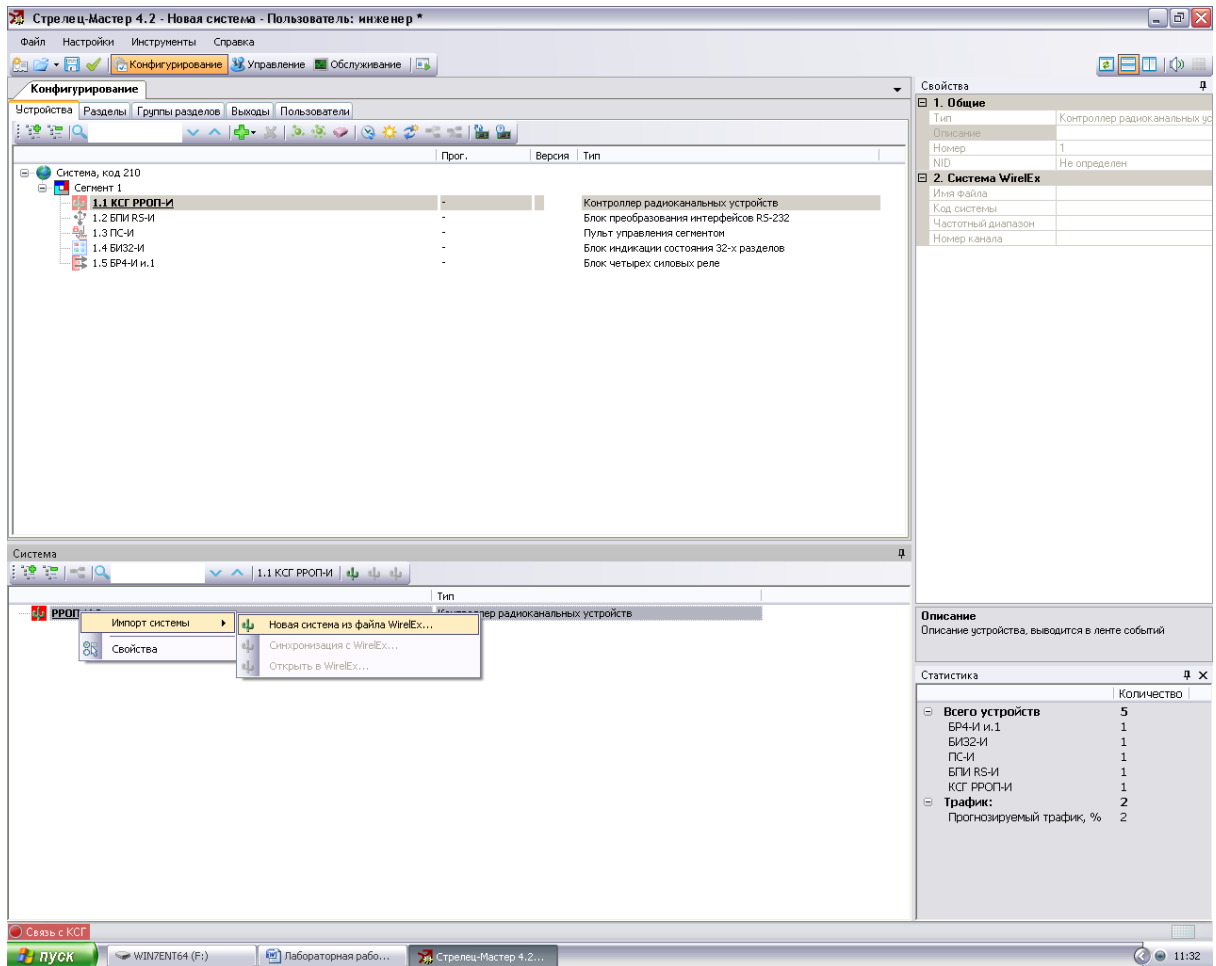 Стрелец-Мастер 4.2 - Новая система - Пользователь: инженер *
Файл Настройки Инструменты Справка
Конфигурирование Управление Обслуживание
Конфигурирование
Устройства Разделы Группы разделов Выходы Пользователи
Прог. Версия Тип
Система, код 210
Сегмент 1
1.1 КСГ РРОП-И - Контроллер радиоканальных устройств
1.2 БПИ RS-И - Блок преобразования интерфейсов RS-232
1.3 ПС-И - Пульт управления сегментом
1.4 БИ32-И - Блок индикации состояния 32-х разделов
1.5 БР4-И и.1 - Блок четырех силовых реле
Свойства
1. Общие
Тип Контроллер радиоканальных ус
Описание
Номер 1
NID Не определен
2. Система WirelEx
Имя файла
Код системы
Частотный диапазон
Номер канала
Система
1.1 КСГ РРОП-И
Тип
Контроллер радиоканальных устройств
Импорт системы
Свойства
Новая система из файла WirelEx...
Синхронизация с WirelEx...
Открыть в WirelEx...
Описание
Описание устройства, выводится в ленте событий
Статистика
Количество
Всего устройств 5
БР4-И и.1 1
БИ32-И 1
ПС-И 1
БПИ RS-И 1
КСГ РРОП-И 1
Трафик: 2
Прогнозируемый трафик, % 2
Связь с КСГ
пуск WIN7ENT64 (F:) Лабораторная рабо... Стрелец-Мастер 4.2... 11:32